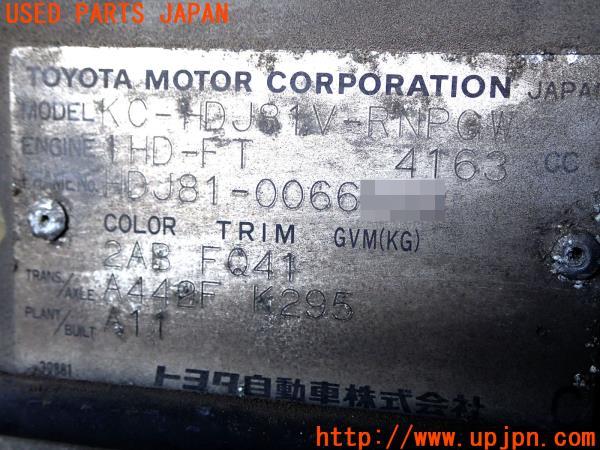 USED PARTS JAPAN
TOYOTA MOTOR CORPORATION JAPAN
MODEL KC-HDJ81V-RNPGW
ENGINE 1HD-FT 4163 CC
FRAME NO. HDJ81-0066
COLOR TRIM GVM(KG)
2AB FQ41
TRANS/AXLE A442F K295
PLANT/BUILT A11
トヨタ自動車株式会社
C
http://www.upjpn.com